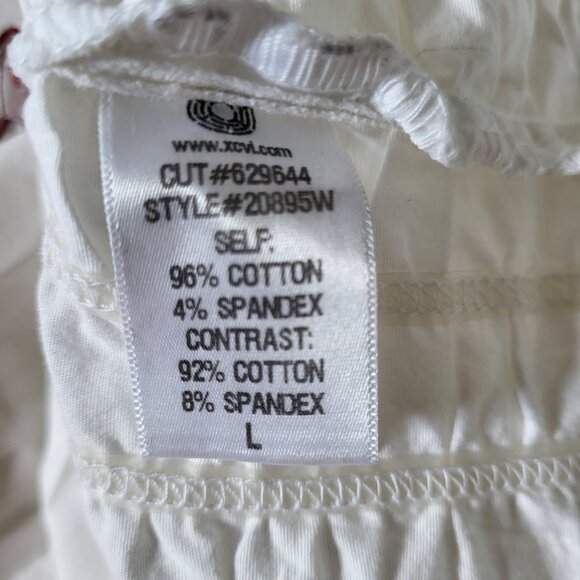 www.xcvi.com
CUT#629644
STYLE#20895W
SELF:
96% COTTON
4% SPANDEX
CONTRAST:
92% COTTON
8% SPANDEX
L